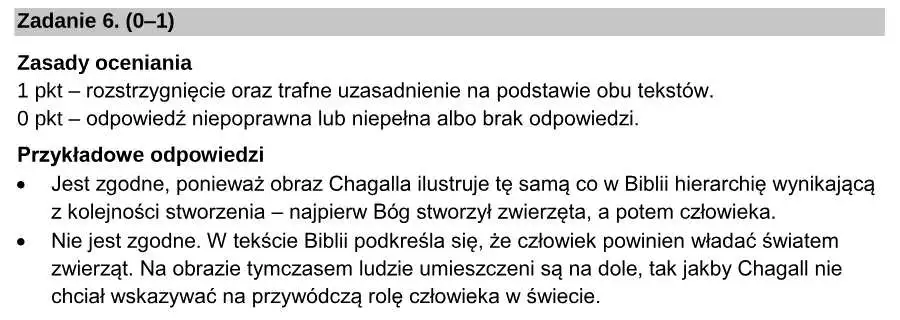 Zadanie 6. (0–1)
Zasady oceniania
1 pkt – rozstrzygnięcie oraz trafne uzasadnienie na podstawie obu tekstów.
0 pkt – odpowiedź niepoprawna lub niepełna albo brak odpowiedzi.
Przykładowe odpowiedzi
• Jest zgodne, ponieważ obraz Chagalla ilustruje tę samą co w Biblii hierarchię wynikającą
z kolejności stworzenia – najpierw Bóg stworzył zwierzęta, a potem człowieka.
• Nie jest zgodne. W tekście Biblii podkreśla się, że człowiek powinien władać światem
zwierząt. Na obrazie tymczasem ludzie umieszczeni są na dole, tak jakby Chagall nie
chciał wskazywać na przywódczą rolę człowieka w świecie.